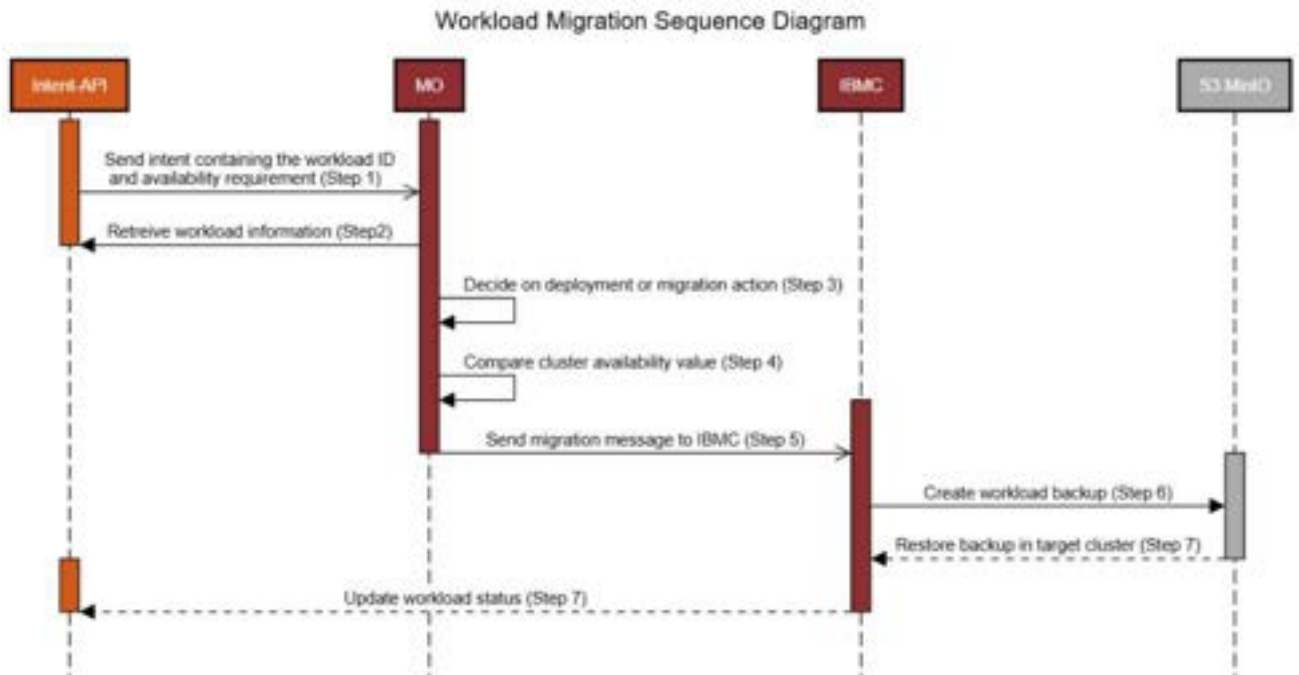 Workload Migration Sequence Diagram
Intent-API
MO
IBMC
S3 MinIO
Send intent containing the workload ID
and availability requirement (Step 1)
Retreive workload information (Step2)
Decide on deployment or migration action (Step 3)
Compare cluster availability value (Step 4)
Send migration message to IBMC (Step 5)
Create workload backup (Step 6)
Restore backup in target cluster (Step 7)
Update workload status (Step 7)